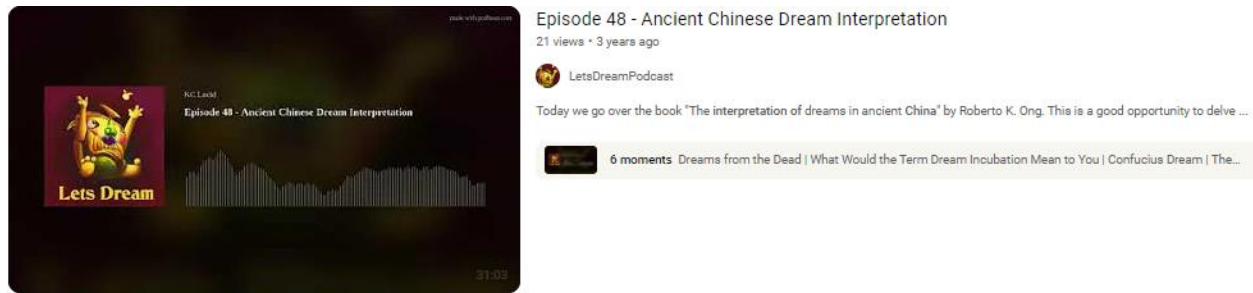 made with podbean.com
KC Lucid
Episode 48 - Ancient Chinese Dream Interpretation
Lets Dream
31:03
Episode 48 - Ancient Chinese Dream Interpretation
21 views • 3 years ago
LetsDreamPodcast
Today we go over the book "The interpretation of dreams in ancient China" by Roberto K. Ong. This is a good opportunity to delve ...
6 moments Dreams from the Dead | What Would the Term Dream Incubation Mean to You | Confucius Dream | The...